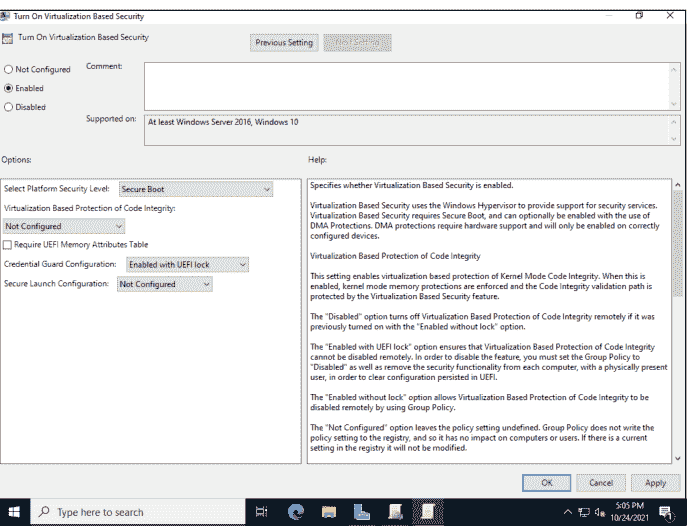 Turn On Virtualization Based Security
Turn On Virtualization Based Security
Previous Setting
Next Setting
Not Configured
Comment:
Enabled
Disabled
Supported on:
At least Windows Server 2016, Windows 10
Options:
Help:
Select Platform Security Level:
Secure Boot
Virtualization Based Protection of Code Integrity:
Not Configured
Require UEFI Memory Attributes Table
Credential Guard Configuration:
Enabled with UEFI lock
Secure Launch Configuration:
Not Configured
Specifies whether Virtualization Based Security is enabled.
Virtualization Based Security uses the Windows Hypervisor to provide support for security services.
Virtualization Based Security requires Secure Boot, and can optionally be enabled with the use of
DMA Protections. DMA protections require hardware support and will only be enabled on correctly
configured devices.
Virtualization Based Protection of Code Integrity
This setting enables virtualization based protection of Kernel Mode Code Integrity. When this is
enabled, kernel mode memory protections are enforced and the Code Integrity validation path is
protected by the Virtualization Based Security feature.
The "Disabled" option turns off Virtualization Based Protection of Code Integrity remotely if it was
previously turned on with the "Enabled without lock" option.
The "Enabled with UEFI lock" option ensures that Virtualization Based Protection of Code Integrity
cannot be disabled remotely. In order to disable the feature, you must set the Group Policy to
"Disabled" as well as remove the security functionality from each computer, with a physically present
user, in order to clear configuration persisted in UEFI.
The "Enabled without lock" option allows Virtualization Based Protection of Code Integrity to be
disabled remotely by using Group Policy.
The "Not Configured" option leaves the policy setting undefined. Group Policy does not write the
policy setting to the registry, and so it has no impact on computers or users. If there is a current
setting in the registry it will not be modified.
OK
Cancel
Apply
Type here to search
5:05 PM
10/24/2021